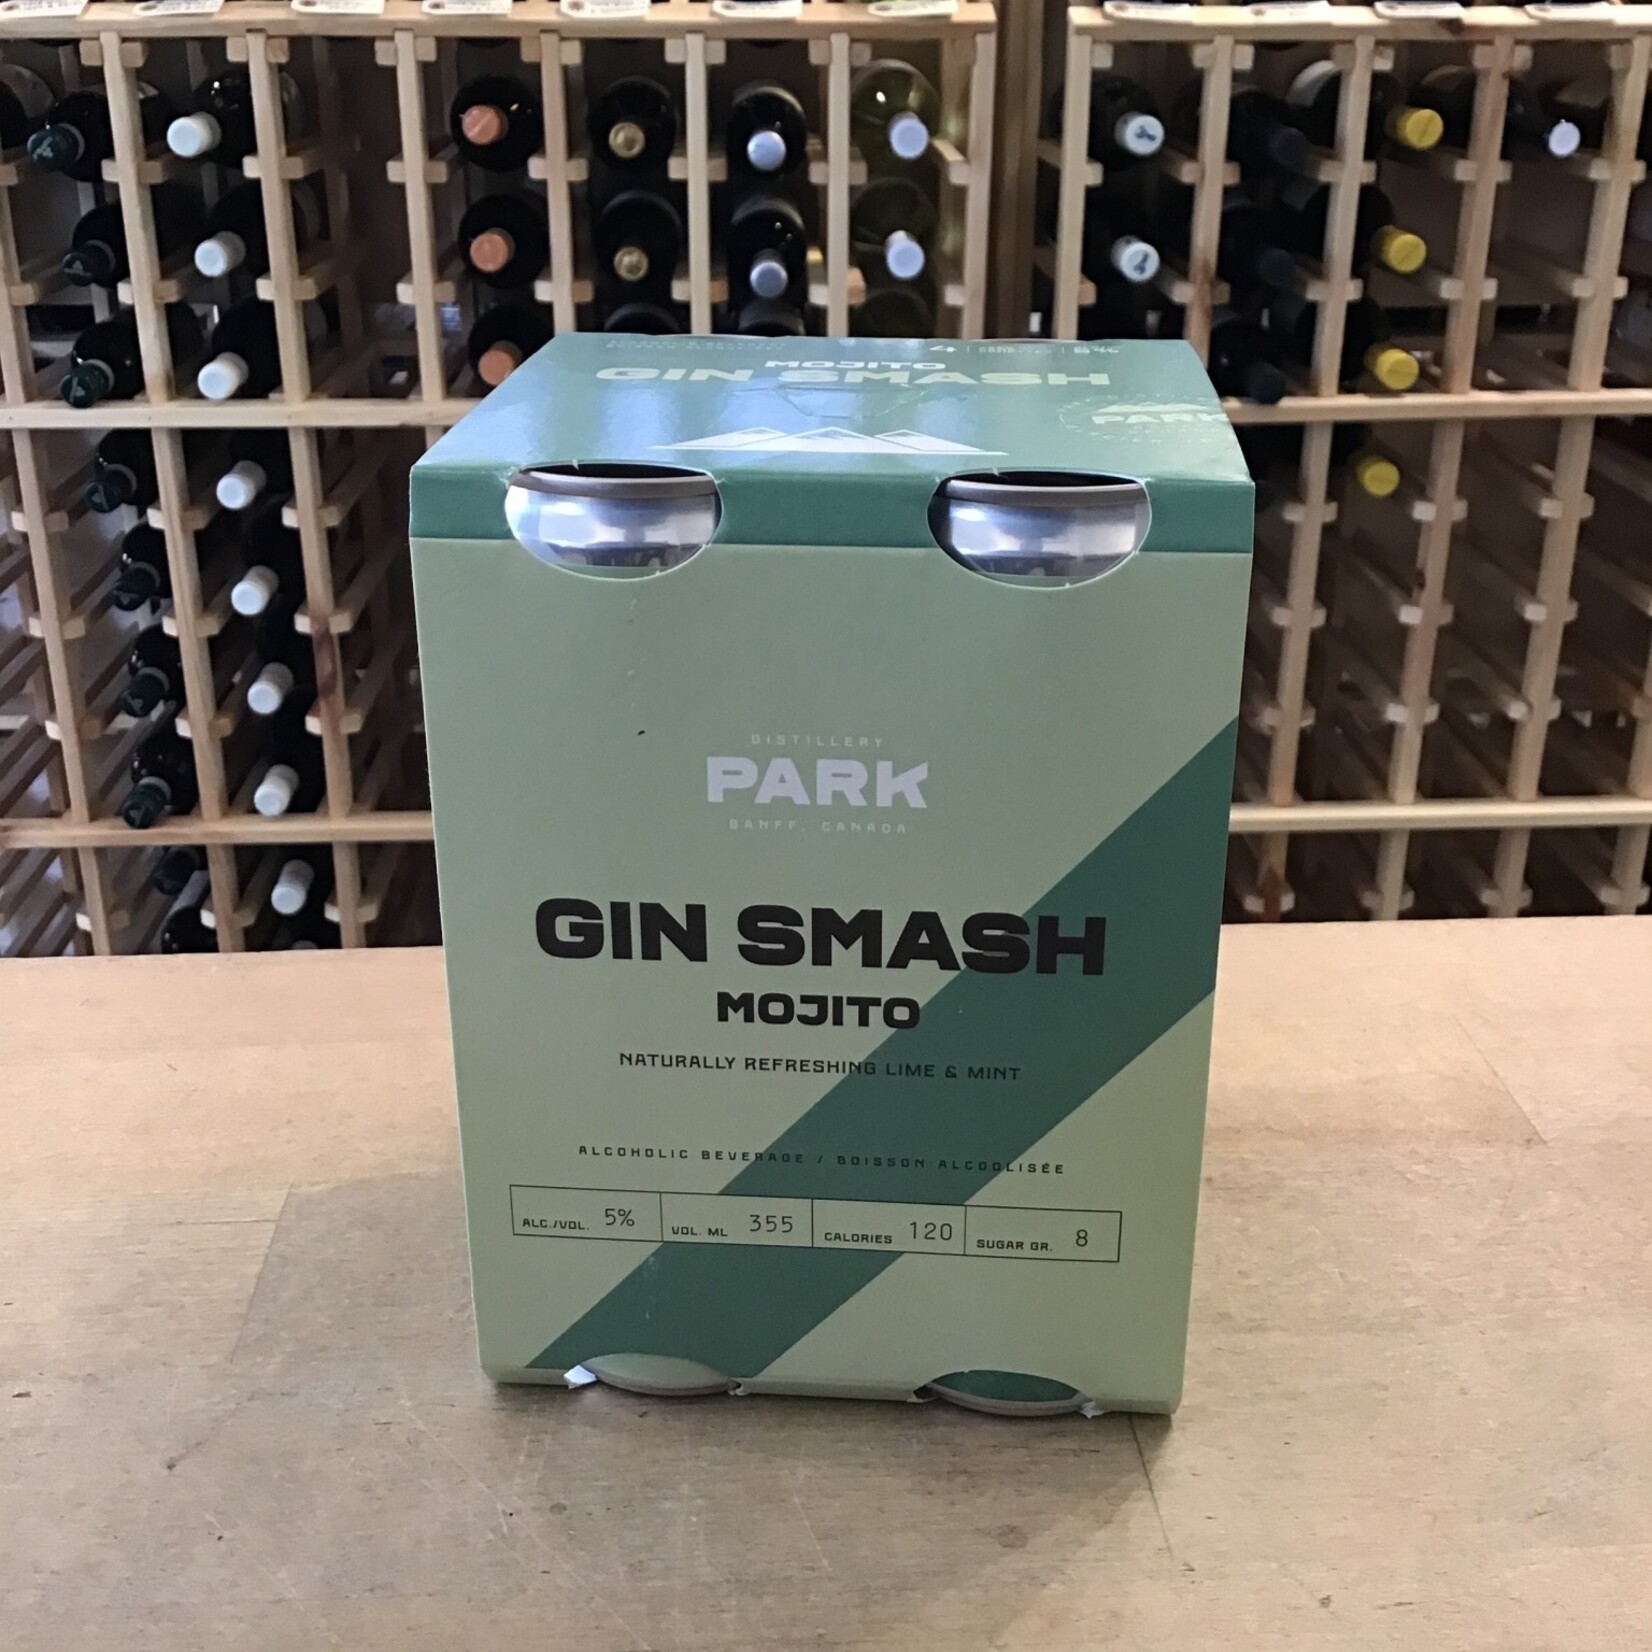 MOJITO
GIN SMASH
PARK
DISTILLERY
PARK
BANFF, CANADA
GIN SMASH
MOJITO
NATURALLY REFRESHING LIME & MINT
ALCOHOLIC BEVERAGE / BOISSON ALCOOLISÉE
ALC./VOL. 5% VOL. ML 355 CALORIES 120 SUGAR GR. 8